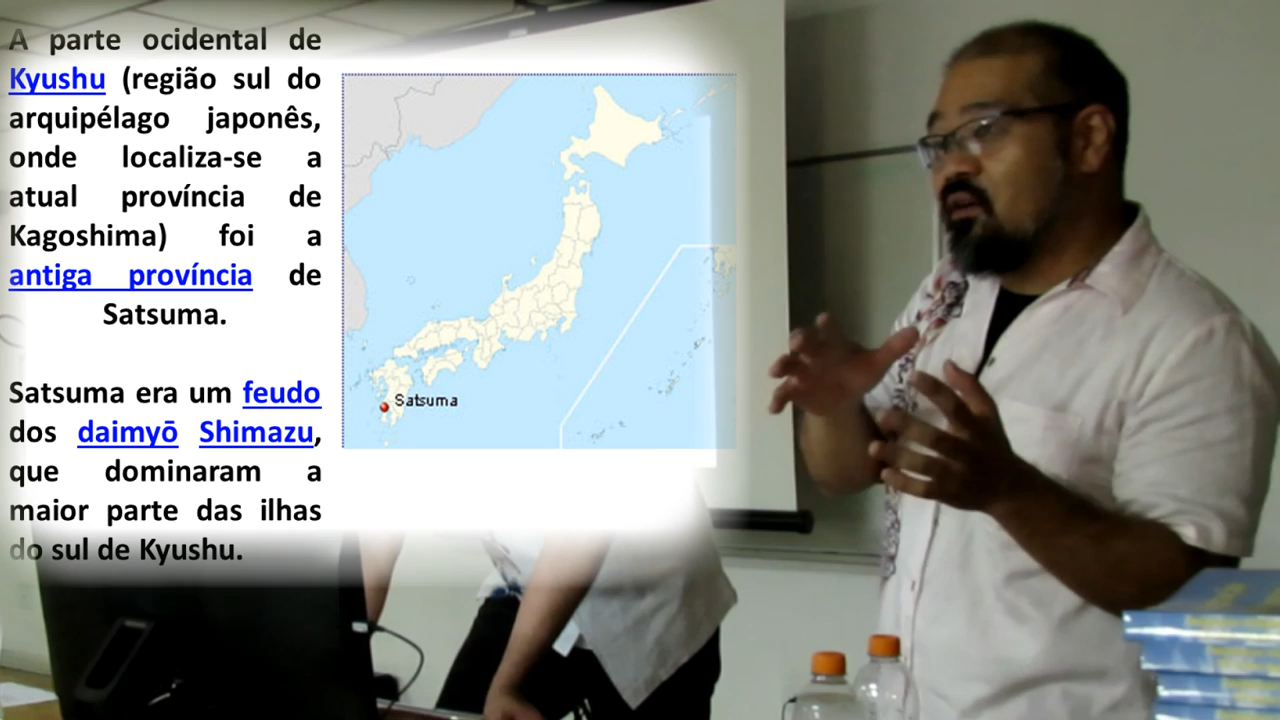 A parte ocidental de
Kyushu (região sul do
arquipélago japonês,
onde localiza-se a
atual província de
Kagoshima) foi a
antiga província de
Satsuma.
Satsuma era um feudo
dos daimyō Shimazu,
que dominaram a
maior parte das ilhas
do sul de Kyushu.
Satsuma